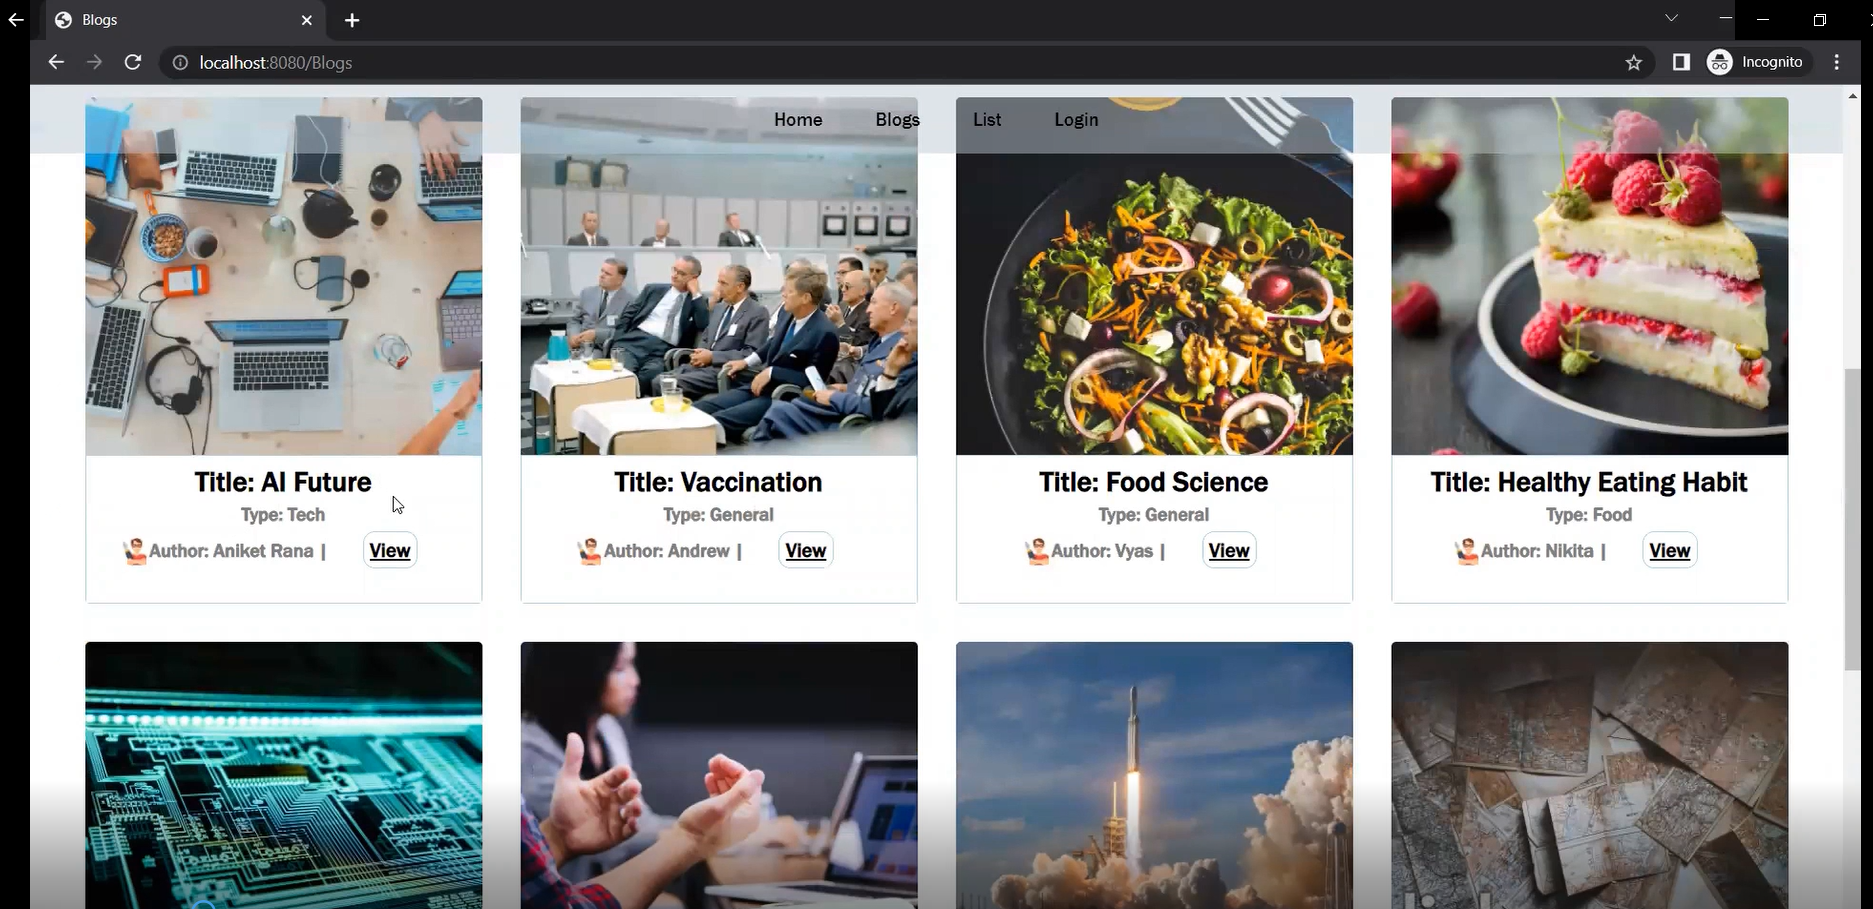 Blogs
localhost:8080/Blogs
Incognito
Home Blogs List Login
Title: AI Future
Type: Tech
Author: Aniket Rana | View
Title: Vaccination
Type: General
Author: Andrew | View
Title: Food Science
Type: General
Author: Vyas | View
Title: Healthy Eating Habit
Type: Food
Author: Nikita | View